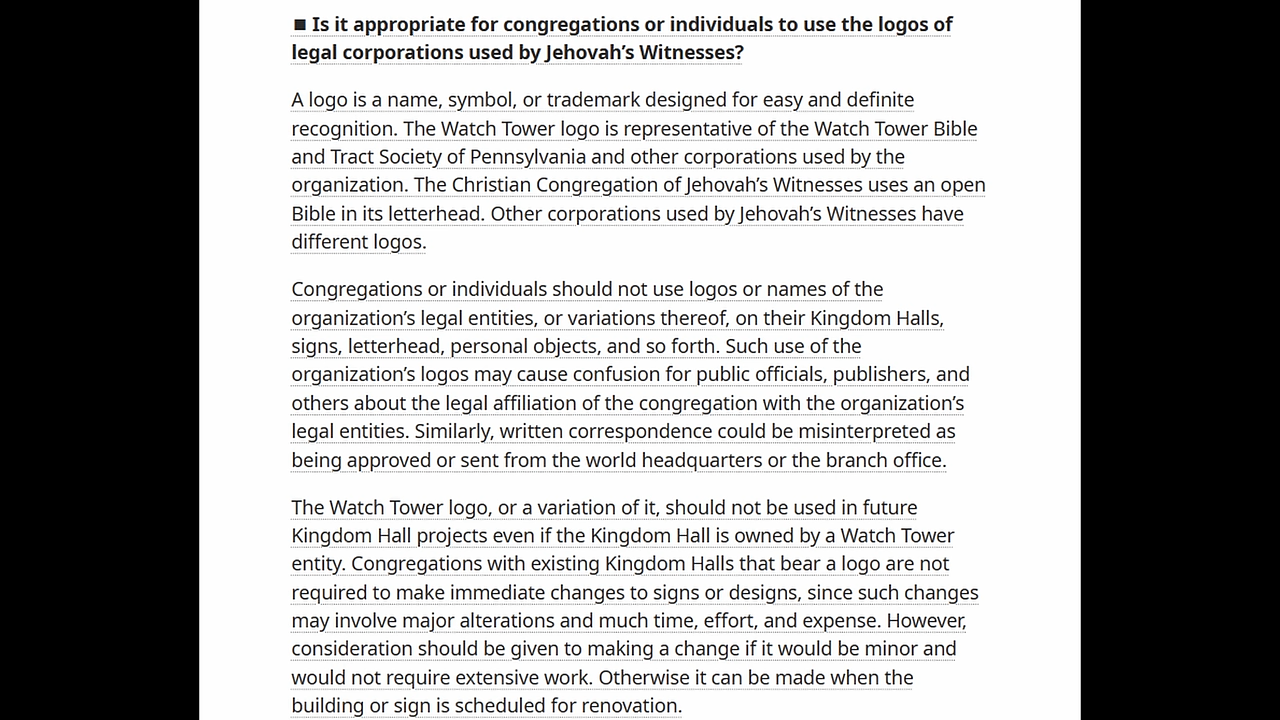 ■ Is it appropriate for congregations or individuals to use the logos of
legal corporations used by Jehovah’s Witnesses?
A logo is a name, symbol, or trademark designed for easy and definite
recognition. The Watch Tower logo is representative of the Watch Tower Bible
and Tract Society of Pennsylvania and other corporations used by the
organization. The Christian Congregation of Jehovah’s Witnesses uses an open
Bible in its letterhead. Other corporations used by Jehovah’s Witnesses have
different logos.
Congregations or individuals should not use logos or names of the
organization’s legal entities, or variations thereof, on their Kingdom Halls,
signs, letterhead, personal objects, and so forth. Such use of the
organization’s logos may cause confusion for public officials, publishers, and
others about the legal affiliation of the congregation with the organization’s
legal entities. Similarly, written correspondence could be misinterpreted as
being approved or sent from the world headquarters or the branch office.
The Watch Tower logo, or a variation of it, should not be used in future
Kingdom Hall projects even if the Kingdom Hall is owned by a Watch Tower
entity. Congregations with existing Kingdom Halls that bear a logo are not
required to make immediate changes to signs or designs, since such changes
may involve major alterations and much time, effort, and expense. However,
consideration should be given to making a change if it would be minor and
would not require extensive work. Otherwise it can be made when the
building or sign is scheduled for renovation.